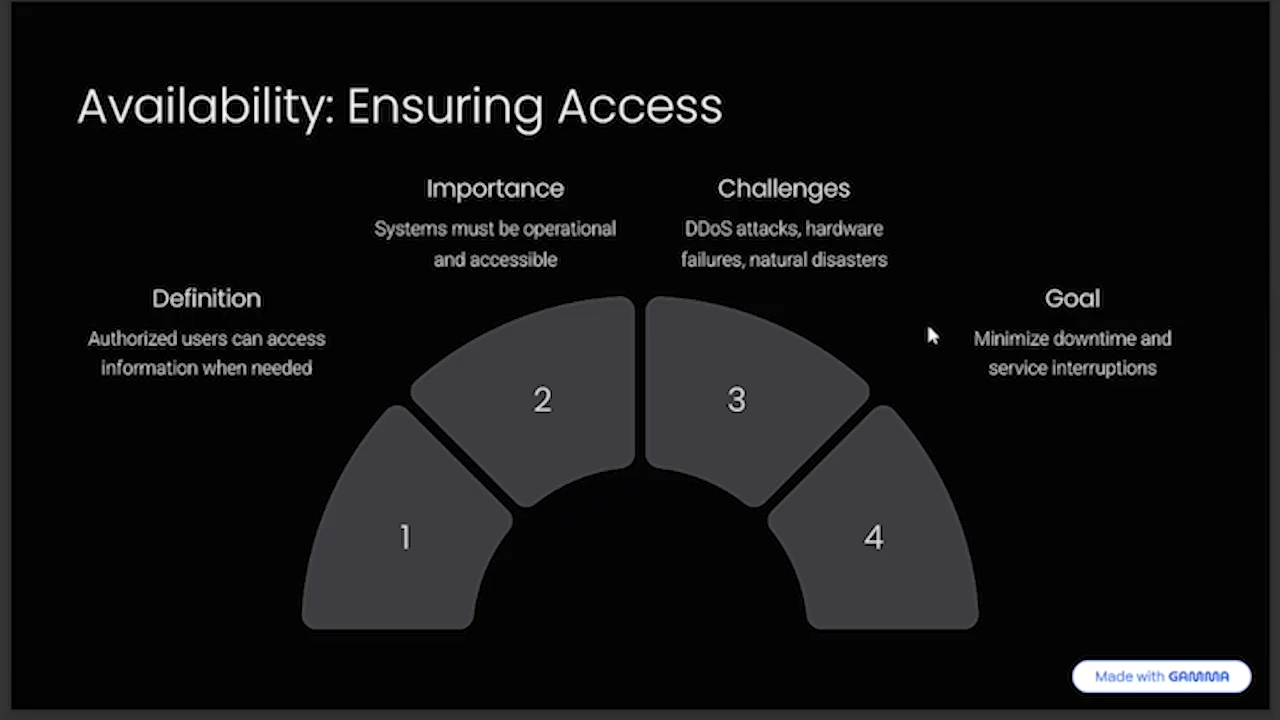 Availability: Ensuring Access
Importance
Systems must be operational
and accessible
Challenges
DDoS attacks, hardware
failures, natural disasters
Definition
Authorized users can access
information when needed
Goal
Minimize downtime and
service interruptions
2
3
1
4
Made with GAMMA